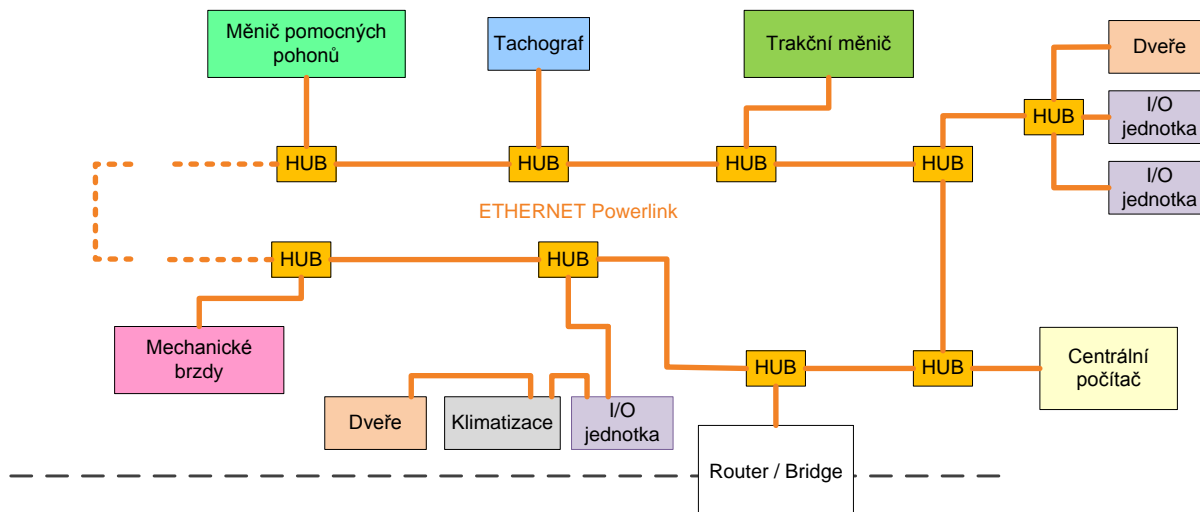 Měnič pomocných
pohonů
Tachograf
Trakční měnič
Dveře
I/O
jednotka
HUB
I/O
jednotka
HUB
HUB
HUB
HUB
ETHERNET Powerlink
HUB
HUB
Mechanické
brzdy
HUB
HUB
Centrální
počítač
Dveře
Klimatizace
I/O
jednotka
Router / Bridge